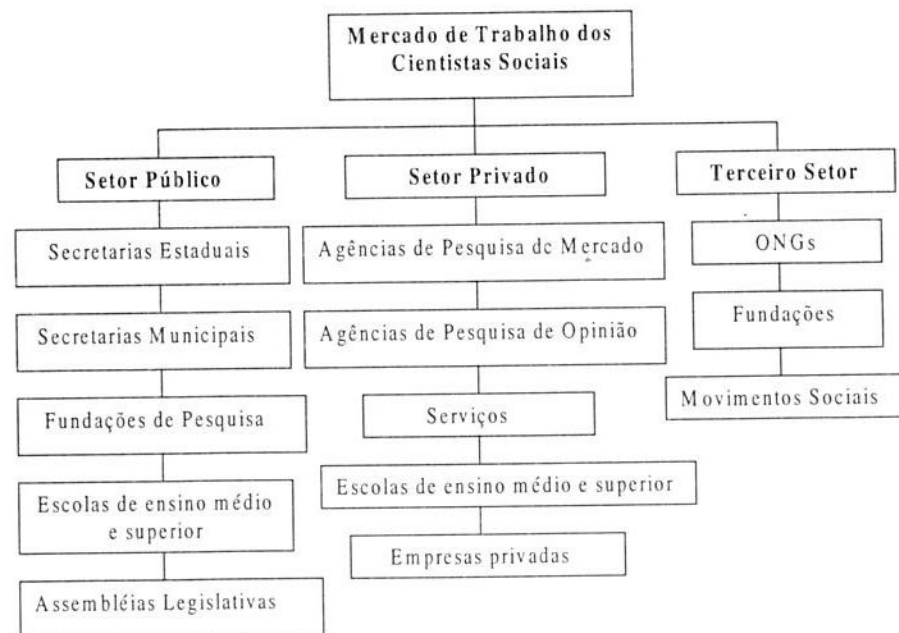 Mercado de Trabalho dos
Cientistas Sociais
Setor Público
Secretarias Estaduais
Secretarias Municipais
Fundações de Pesquisa
Escolas de ensino médio
e superior
Assembléias Legislativas
Setor Privado
Agências de Pesquisa de Mercado
Agências de Pesquisa de Opinião
Serviços
Escolas de ensino médio e superior
Empresas privadas
Terceiro Setor
ONGs
Fundações
Movimentos Sociais